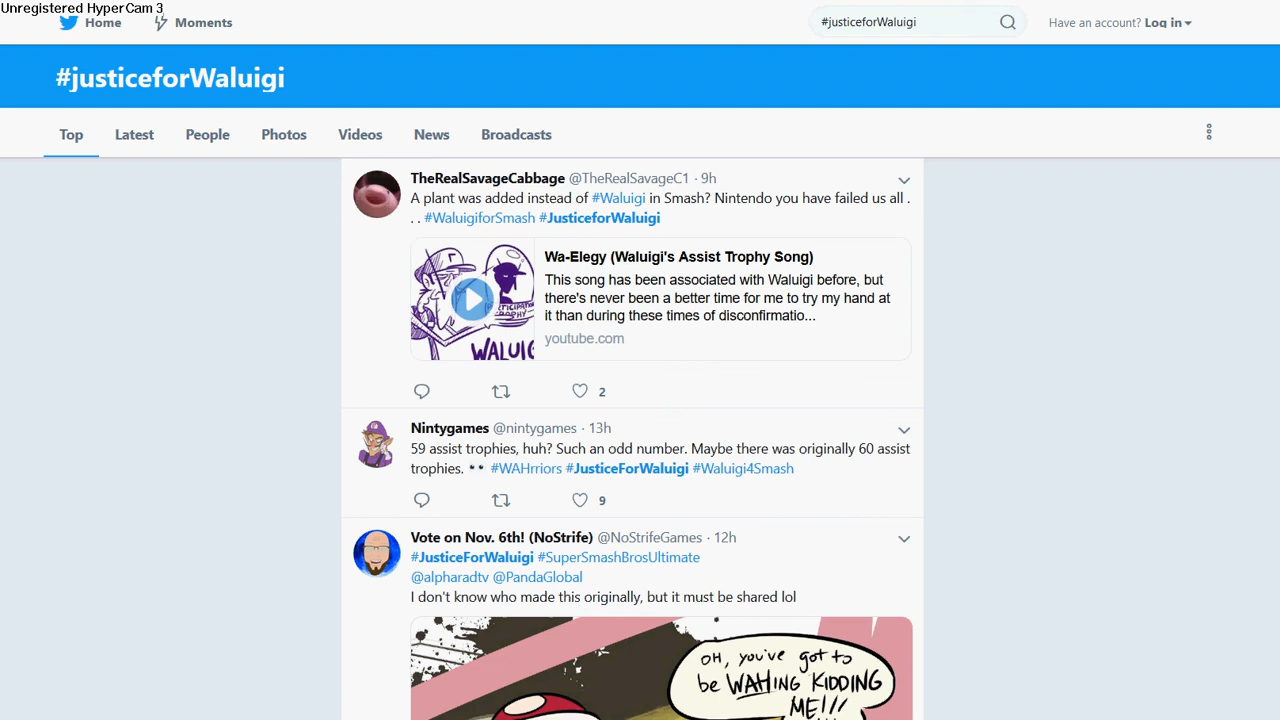 Unregistered HyperCam 3
Home
Moments
#justiceforWaluigi
Have an account? Log in
#justiceforWaluigi
Top
Latest
People
Photos
Videos
News
Broadcasts
TheRealSavageCabbage @TheRealSavageC1 · 9h
A plant was added instead of #Waluigi in Smash? Nintendo you have failed us all .
. . #WaluigiforSmash #JusticeforWaluigi
WALUIG
Wa-Elegy (Waluigi's Assist Trophy Song)
This song has been associated with Waluigi before, but
there's never been a better time for me to try my hand at
it than during these times of disconfirmatio...
youtube.com
2
Nintygames @nintygames · 13h
59 assist trophies, huh? Such an odd number. Maybe there was originally 60 assist
trophies. 👀 #WAHrriors #JusticeForWaluigi #Waluigi4Smash
9
Vote on Nov. 6th! (NoStrife) @NoStrifeGames · 12h
#JusticeForWaluigi #SuperSmashBrosUltimate
@alpharadtv @PandaGlobal
I don't know who made this originally, but it must be shared lol
OH, you've got to
be WAHING KIDDING
ME!!!